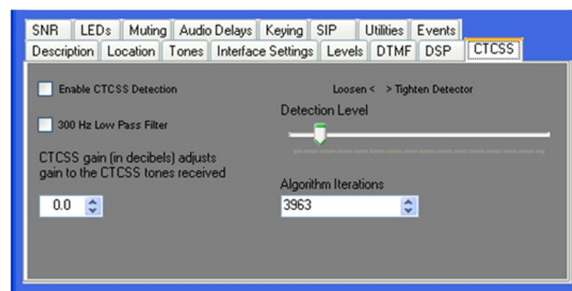 SNR LEDs Muting Audio Delays Keying SIP Utilities Events
Description Location Tones Interface Settings Levels DTMF DSP CTCSS
Enable CTCSS Detection
Loosen < > Tighten Detector
Detection Level
300 Hz Low Pass Filter
CTCSS gain (in decibels) adjusts
gain to the CTCSS tones received
0.0
Algorithm Iterations
3963